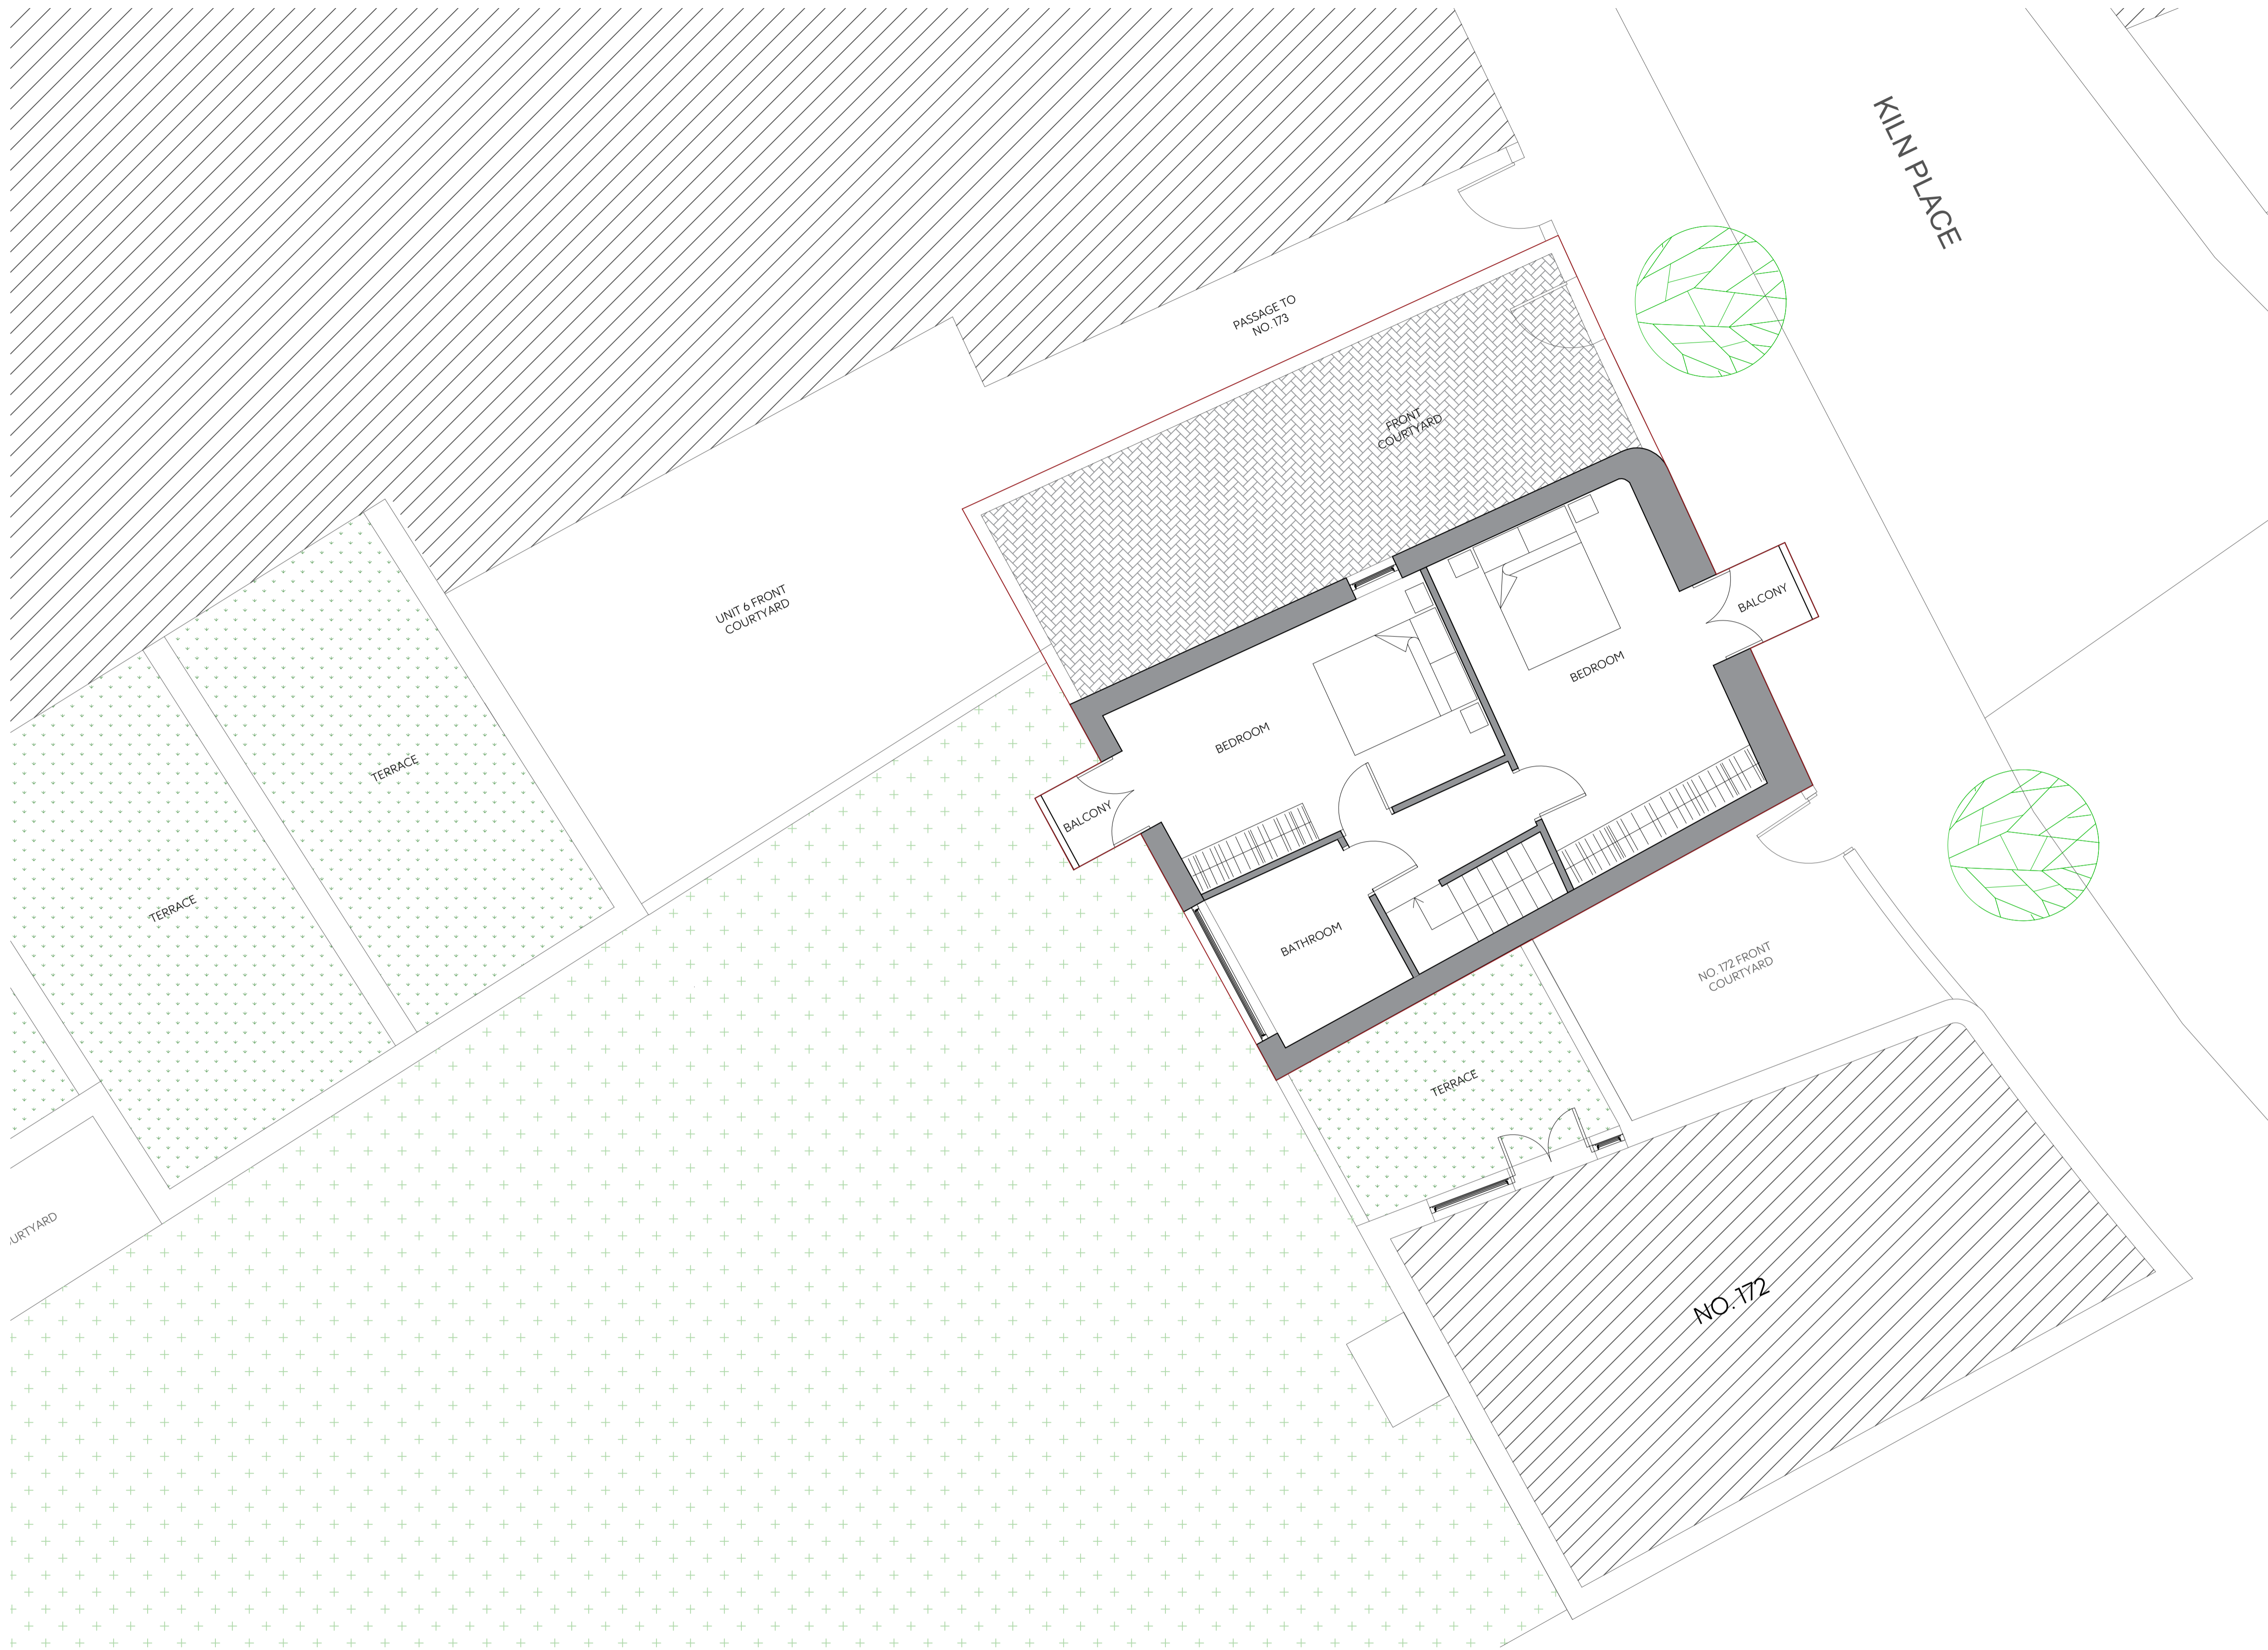 KILN PLACE
PASSAGE TO
NO. 173
FRONT
COURTYARD
UNIT 6 FRONT
COURTYARD
BALCONY
BEDROOM
BEDROOM
TERRACE
BALCONY
TERRACE
BATHROOM
NO. 172 FRONT
COURTYARD
TERRACE
URTYARD
NO. 172